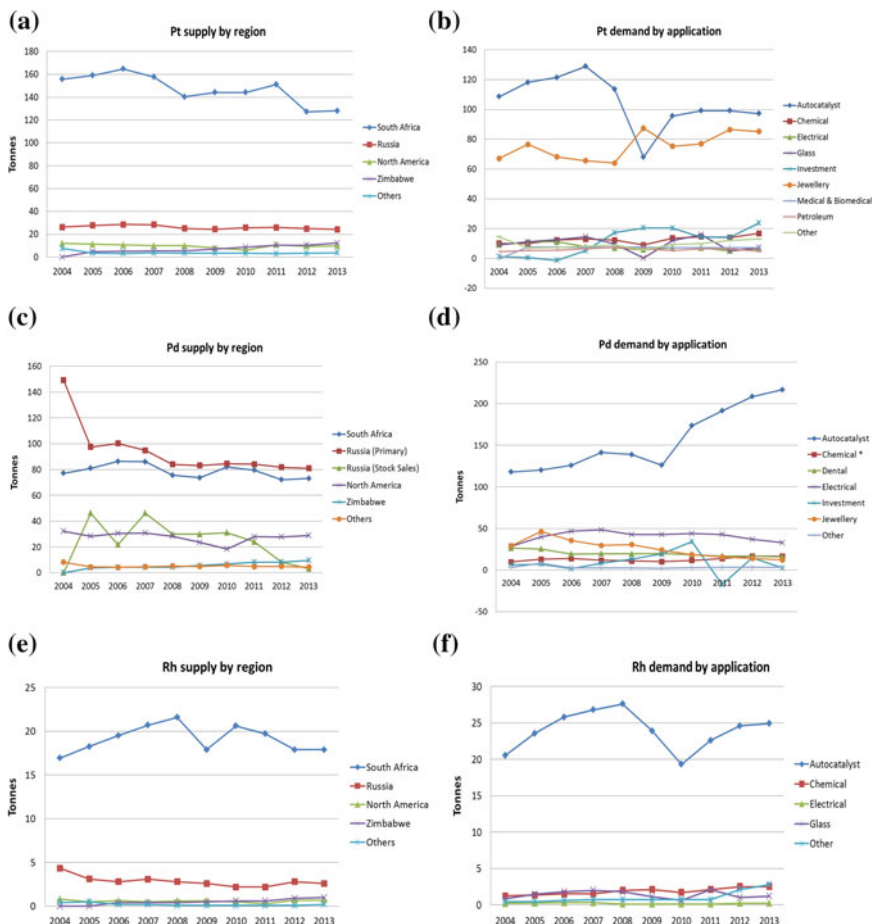 (a)
Pt supply by region
180
160
140
120
100
80
60
40
20
0
Tonnes
2004 2005 2006 2007 2008 2009 2010 2011 2012 2013
South Africa
Russia
North America
Zimbabwe
Others
(b)
Pt demand by application
140
120
100
80
60
40
20
0
-20
Tonnes
2004 2005 2006 2007 2008 2009 2010 2011 2012 2013
Autocatalyst
Chemical
Electrical
Glass
Investment
Jewellery
Medical & Biomedical
Petroleum
Other
(c)
Pd supply by region
160
140
120
100
80
60
40
20
0
Tonnes
2004 2005 2006 2007 2008 2009 2010 2011 2012 2013
South Africa
Russia (Primary)
Russia (Stock Sales)
North America
Zimbabwe
Others
(d)
Pd demand by application
250
200
150
100
50
0
-50
Tonnes
2004 2005 2006 2007 2008 2009 2010 2011 2012 2013
Autocatalyst
Chemical *
Dental
Electrical
Investment
Jewellery
Other
(e)
Rh supply by region
25
20
15
10
5
0
Tonnes
2004 2005 2006 2007 2008 2009 2010 2011 2012 2013
South Africa
Russia
North America
Zimbabwe
Others
(f)
Rh demand by application
30
25
20
15
10
5
0
Tonnes
2004 2005 2006 2007 2008 2009 2010 2011 2012 2013
Autocatalyst
Chemical
Electrical
Glass
Other